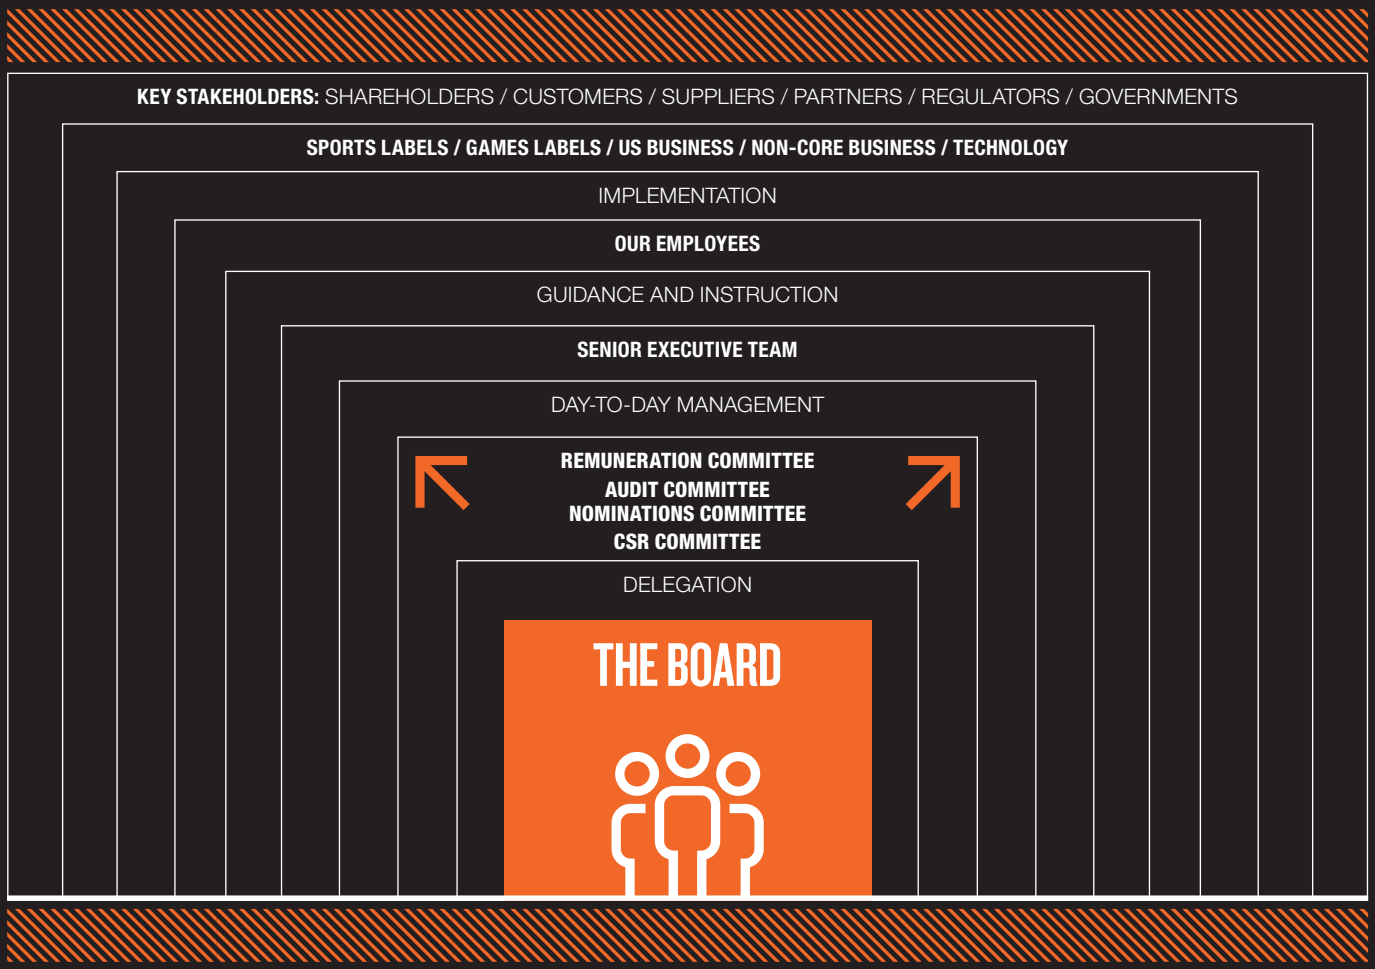 KEY STAKEHOLDERS: SHAREHOLDERS / CUSTOMERS / SUPPLIERS / PARTNERS / REGULATORS / GOVERNMENTS
SPORTS LABELS / GAMES LABELS / US BUSINESS / NON-CORE BUSINESS / TECHNOLOGY
IMPLEMENTATION
OUR EMPLOYEES
GUIDANCE AND INSTRUCTION
SENIOR EXECUTIVE TEAM
DAY-TO-DAY MANAGEMENT
REMUNERATION COMMITTEE
AUDIT COMMITTEE
NOMINATIONS COMMITTEE
CSR COMMITTEE
DELEGATION
THE BOARD